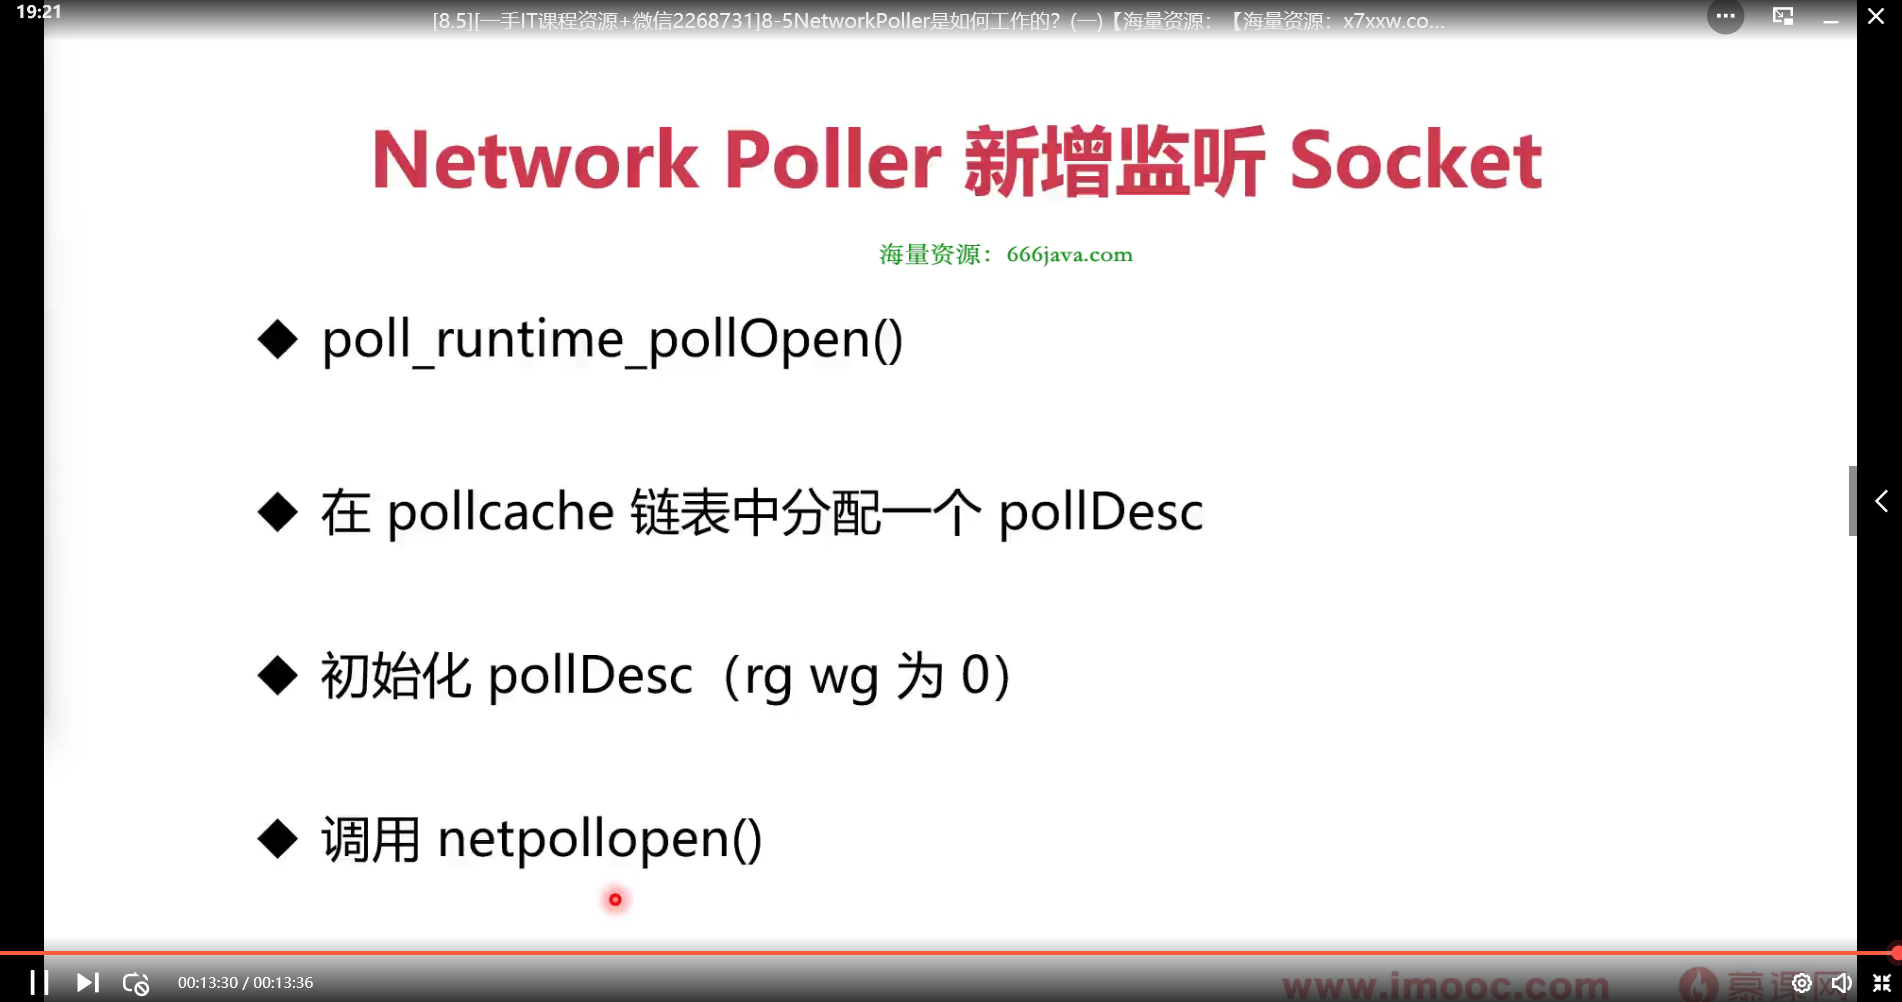 19:21
[8.5][一手IT课程资源+微信2268731]8-5NetworkPoller是如何工作的？(一)【海量资源：【海量资源：x7xxw.co...
Network Poller 新增监听 Socket
海量资源：666java.com
◆ poll_runtime_pollOpen()
◆ 在 pollcache 链表中分配一个 pollDesc
◆ 初始化 pollDesc（rg wg 为 0）
◆ 调用 netpollopen()
00:13:30 / 00:13:36
www.imooc.com 慕课网